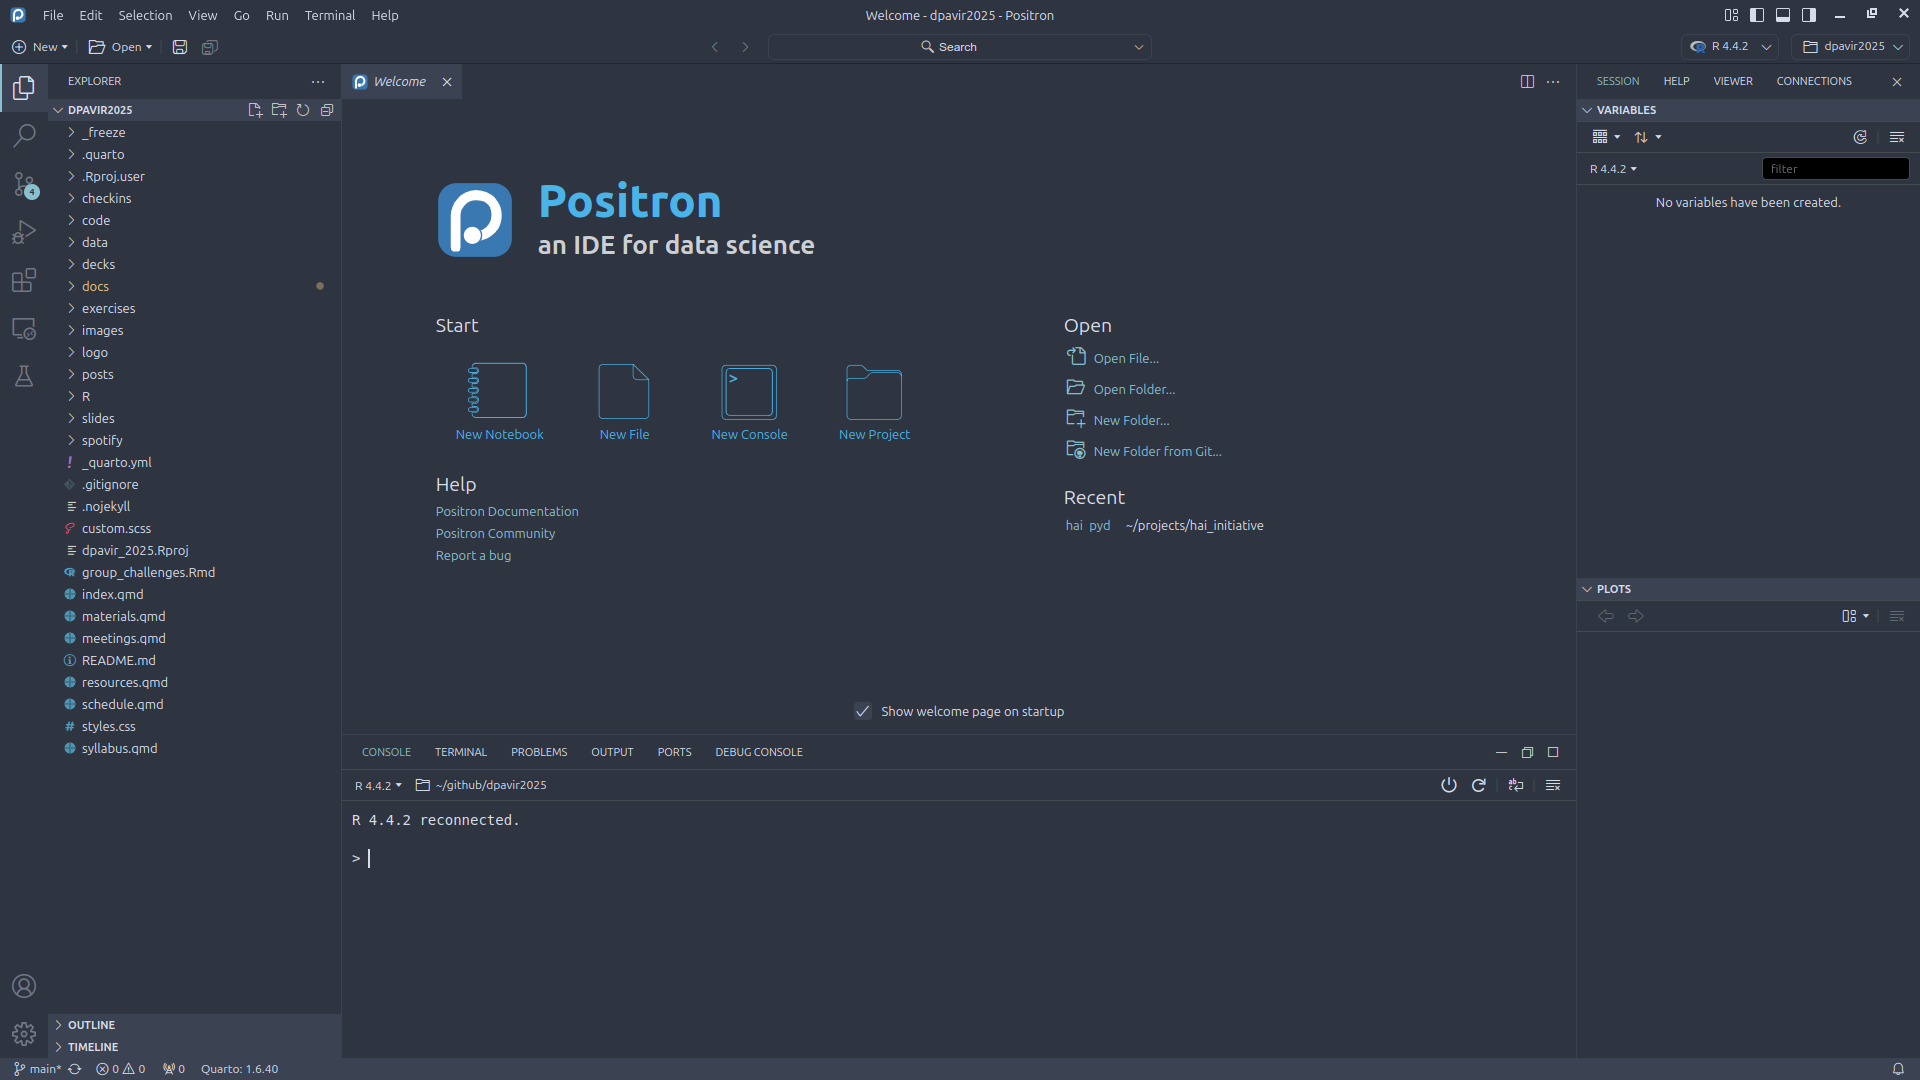 File Edit Selection View Go Run Terminal Help
Welcome - dpavir2025 - Positron
New
Open
Search
R 4.4.2
dpavir2025
EXPLORER
DPAVIR2025
_freeze
.quarto
.Rproj.user
checkins
code
data
decks
docs
exercises
images
logo
posts
R
slides
spotify
! _quarto.yml
.gitignore
.nojekyll
custom.scss
dpavir_2025.Rproj
group_challenges.Rmd
index.qmd
materials.qmd
meetings.qmd
README.md
resources.qmd
schedule.qmd
# styles.css
syllabus.qmd
OUTLINE
TIMELINE
4
Welcome
Positron
an IDE for data science
Start
New Notebook
New File
New Console
New Project
Help
Positron Documentation
Positron Community
Report a bug
Open
Open File...
Open Folder...
New Folder...
New Folder from Git...
Recent
hai pyd ~/projects/hai_initiative
Show welcome page on startup
CONSOLE TERMINAL PROBLEMS OUTPUT PORTS DEBUG CONSOLE
R 4.4.2 ~/github/dpavir2025
R 4.4.2 reconnected.
>
SESSION HELP VIEWER CONNECTIONS
VARIABLES
R 4.4.2
filter
No variables have been created.
PLOTS
main* 0 0 0 Quarto: 1.6.40